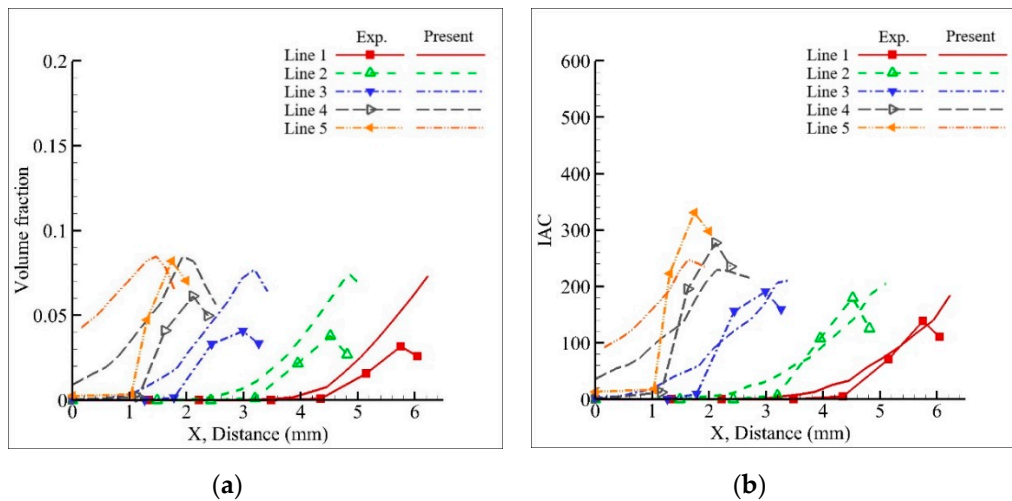 Exp. Present
Line 1
Line 2
Line 3
Line 4
Line 5
0.2
0.15
0.1
0.05
0
Volume fraction
0 1 2 3 4 5 6
X, Distance (mm)
(a)
Exp. Present
Line 1
Line 2
Line 3
Line 4
Line 5
600
500
400
300
200
100
0
IAC
0 1 2 3 4 5 6
X, Distance (mm)
(b)